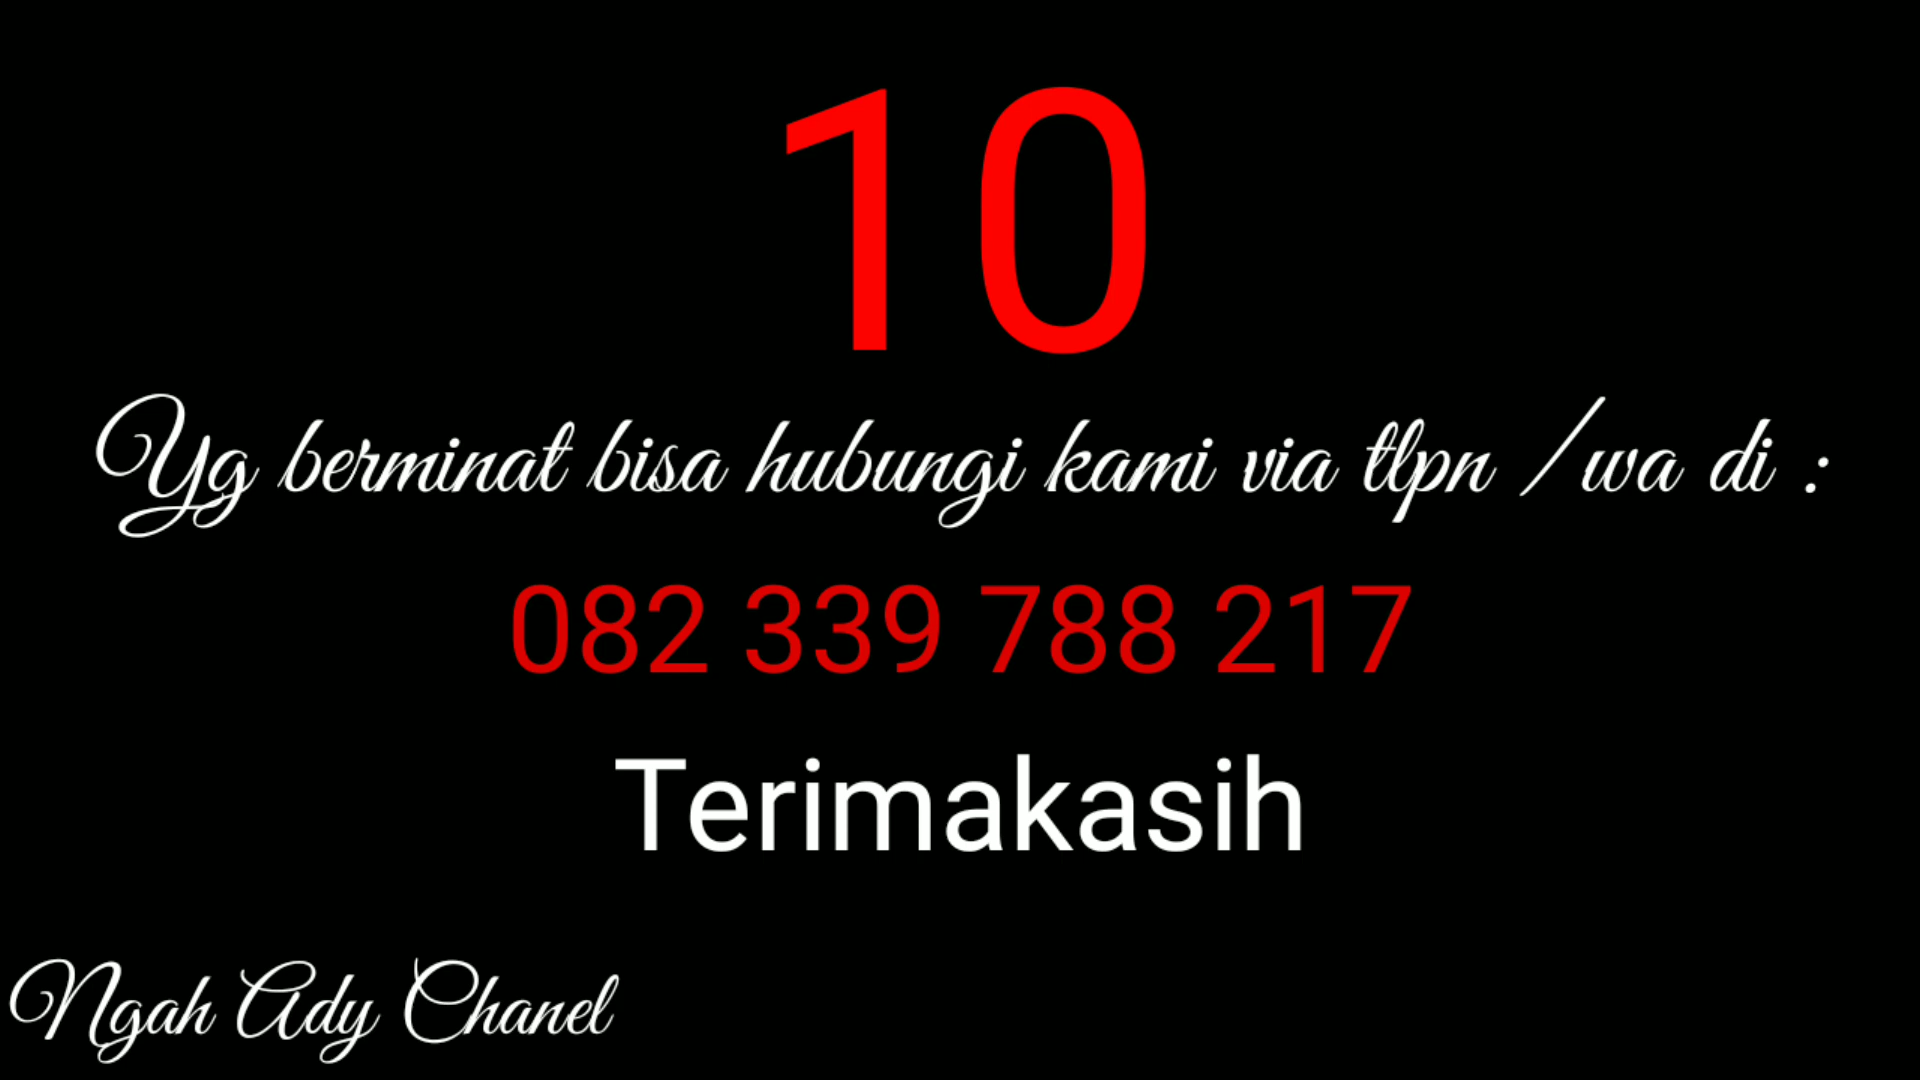 10
Yg berminat bisa hubungi kami via tlpn /wa di :
082 339 788 217
Terimakasih
Ngah Ady Chanel